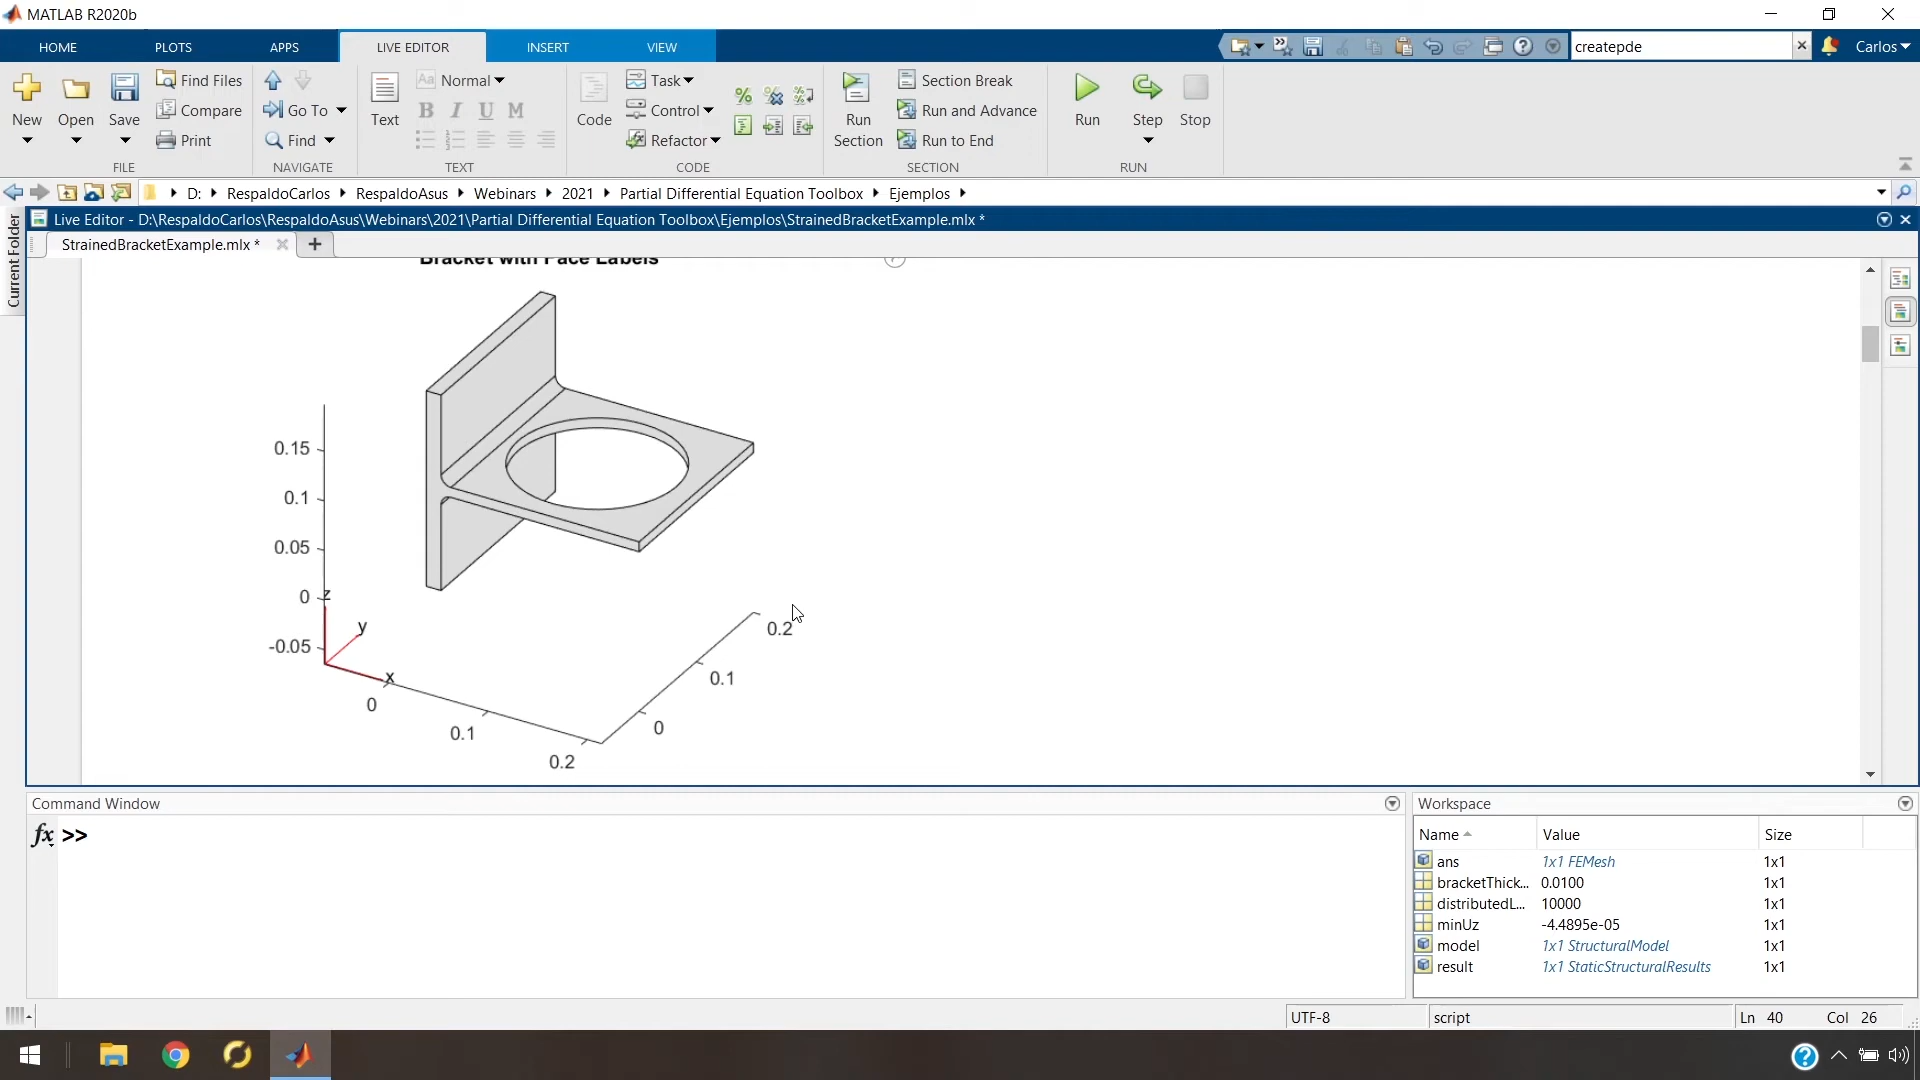 MATLAB R2020b
HOME PLOTS APPS LIVE EDITOR INSERT VIEW createpde Carlos
New Open Save Find Files Compare Print FILE
Go To Find NAVIGATE
Text Aa Normal B I U M TEXT
Code Task Control Refactor CODE
Run Section Section Break Run and Advance Run to End SECTION
Run Step Stop RUN
D: RespaldoCarlos RespaldoAsus Webinars 2021 Partial Differential Equation Toolbox Ejemplos
Current Folder
Live Editor - D:\RespaldoCarlos\RespaldoAsus\Webinars\2021\Partial Differential Equation Toolbox\Ejemplos\StrainedBracketExample.mlx *
StrainedBracketExample.mlx *
Bracket with Face Labels
0.15
0.1
0.05
0
-0.05
z
y
x
0
0.1
0.2
0
0.1
0.2
Command Window
fx >>
Workspace
Name Value Size
ans 1x1 FEMesh 1x1
bracketThick... 0.0100 1x1
distributedL... 10000 1x1
minUz -4.4895e-05 1x1
model 1x1 StructuralModel 1x1
result 1x1 StaticStructuralResults 1x1
UTF-8 script Ln 40 Col 26